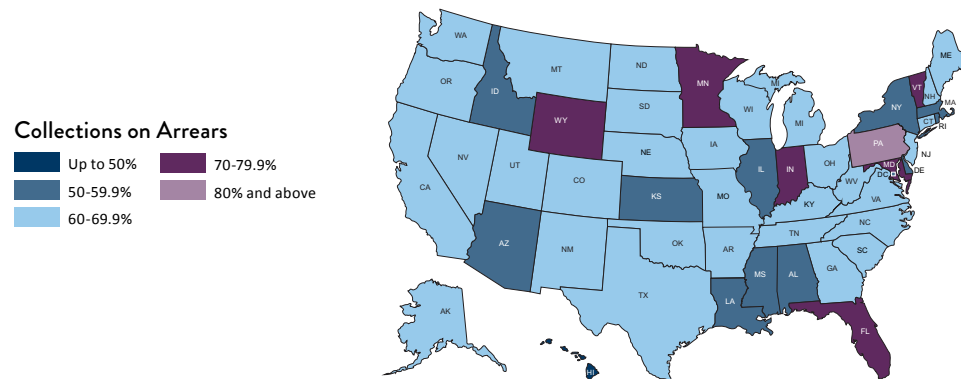 Collections on Arrears
Up to 50%
70-79.9%
50-59.9%
80% and above
60-69.9%
WA
OR
ID
MT
ND
MN
WI
MI
MI
ME
VT
NH
NY
MA
CT
RI
SD
WY
IA
PA
NJ
NV
UT
NE
IL
IN
OH
MD
DE
DC
CA
CO
KS
MO
KY
WV
VA
AZ
NM
OK
AR
TN
NC
SC
MS
AL
GA
TX
LA
FL
AK
HI